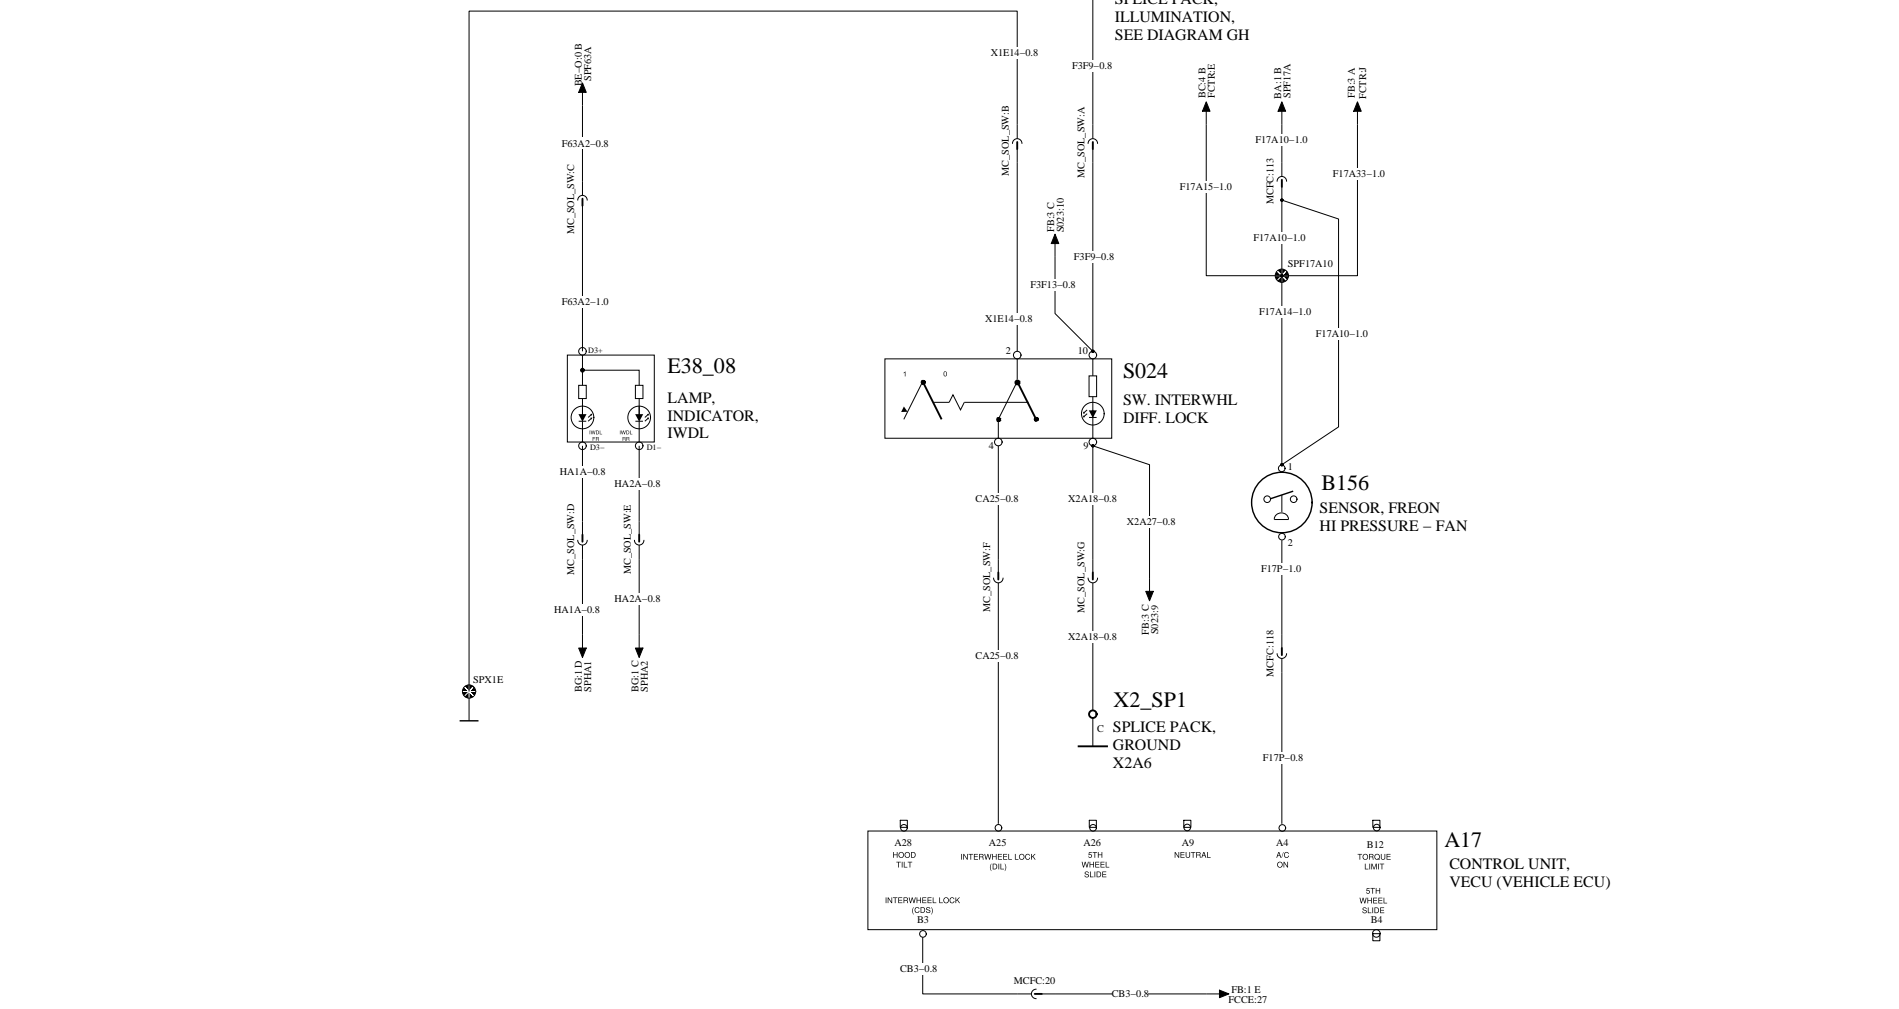 SPLICE PACK,
ILLUMINATION,
SEE DIAGRAM GH
X1E14–0.8
F3F9–0.8
BE–O:0 B
SPF63A
BC:4 B
FCTR:E
BA:1 B
SPF17A
FB:3 A
FCTR:J
F63A2–0.8
MC_SOL_SW:B
MC_SOL_SW:A
F17A10–1.0
MC_SOL_SW:C
MCFC:113
F17A15–1.0
F17A33–1.0
FB:3 C
S023:10
F17A10–1.0
F3F9–0.8
SPF17A10
F3F13–0.8
F63A2–1.0
X1E14–0.8
F17A14–1.0
F17A10–1.0
D3+
2
10
E38_08
LAMP,
INDICATOR,
IWDL
IWDL
FR
IWDL
RR
D3–
D1–
1
0
S024
SW. INTERWHL
DIFF. LOCK
4
9
HA1A–0.8
HA2A–0.8
CA25–0.8
X2A18–0.8
X2A27–0.8
1
B156
SENSOR, FREON
HI PRESSURE – FAN
2
MC_SOL_SW:D
MC_SOL_SW:E
MC_SOL_SW:F
MC_SOL_SW:G
F17P–1.0
HA1A–0.8
HA2A–0.8
FB:3 C
S023:9
X2A18–0.8
CA25–0.8
MCFC:118
BG:1 D
SPHA1
BG:1 C
SPHA2
SPX1E
X2_SP1
C
SPLICE PACK,
GROUND
X2A6
F17P–0.8
A28
HOOD
TILT
A25
INTERWHEEL LOCK
(DIL)
A26
5TH
WHEEL
SLIDE
A9
NEUTRAL
A4
A/C
ON
B12
TORQUE
LIMIT
A17
CONTROL UNIT,
VECU (VEHICLE ECU)
INTERWHEEL LOCK
(CDS)
B3
5TH
WHEEL
SLIDE
B4
CB3–0.8
MCFC:20
CB3–0.8
FB:1 E
FCCE:27